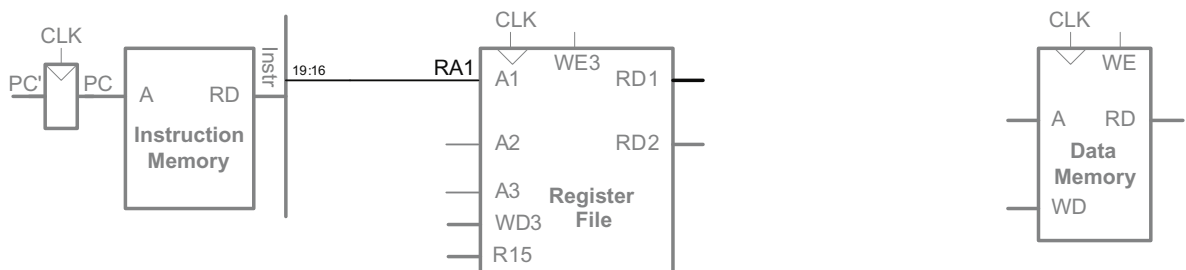 CLK
PC'
PC
A
RD
Instruction
Memory
Instr
19:16
RA1
CLK
WE3
A1
RD1
A2
RD2
A3
Register
File
WD3
R15
CLK
WE
A
RD
Data
Memory
WD